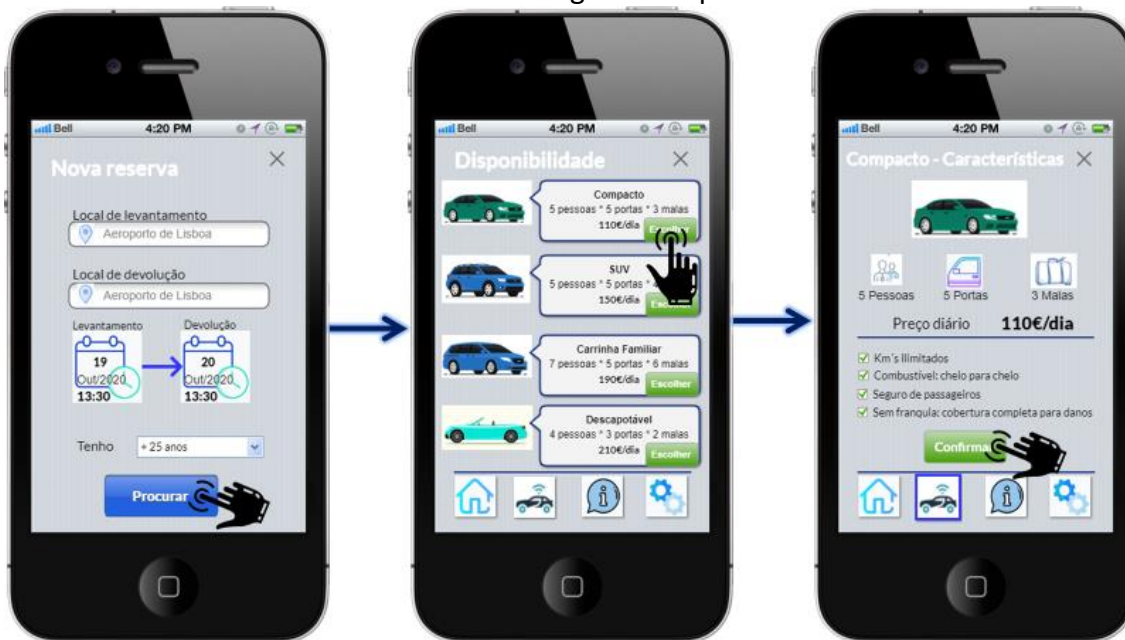 Bell 4:20 PM
Nova reserva
Local de levantamento
Aeroporto de Lisboa
Local de devolução
Aeroporto de Lisboa
Levantamento Devolução
19 20
Out/2020 Out/2020
13:30 13:30
Tenho + 25 anos
Procurar
Bell 4:20 PM
Disponibilidade
Compacto
5 pessoas * 5 portas * 3 malas
110€/dia
SUV
5 pessoas * 5 portas *
150€/dia Escolher
Carrinha Familiar
7 pessoas * 5 portas * 6 malas
190€/dia Escolher
Descapotável
4 pessoas * 3 portas * 2 malas
210€/dia Escolher
Bell 4:20 PM
Compacto - Características
5 Pessoas 5 Portas 3 Malas
Preço diário 110€/dia
Km's Ilimitados
Combustível: cheio para cheio
Seguro de passageiros
Sem franquia: cobertura completa para danos